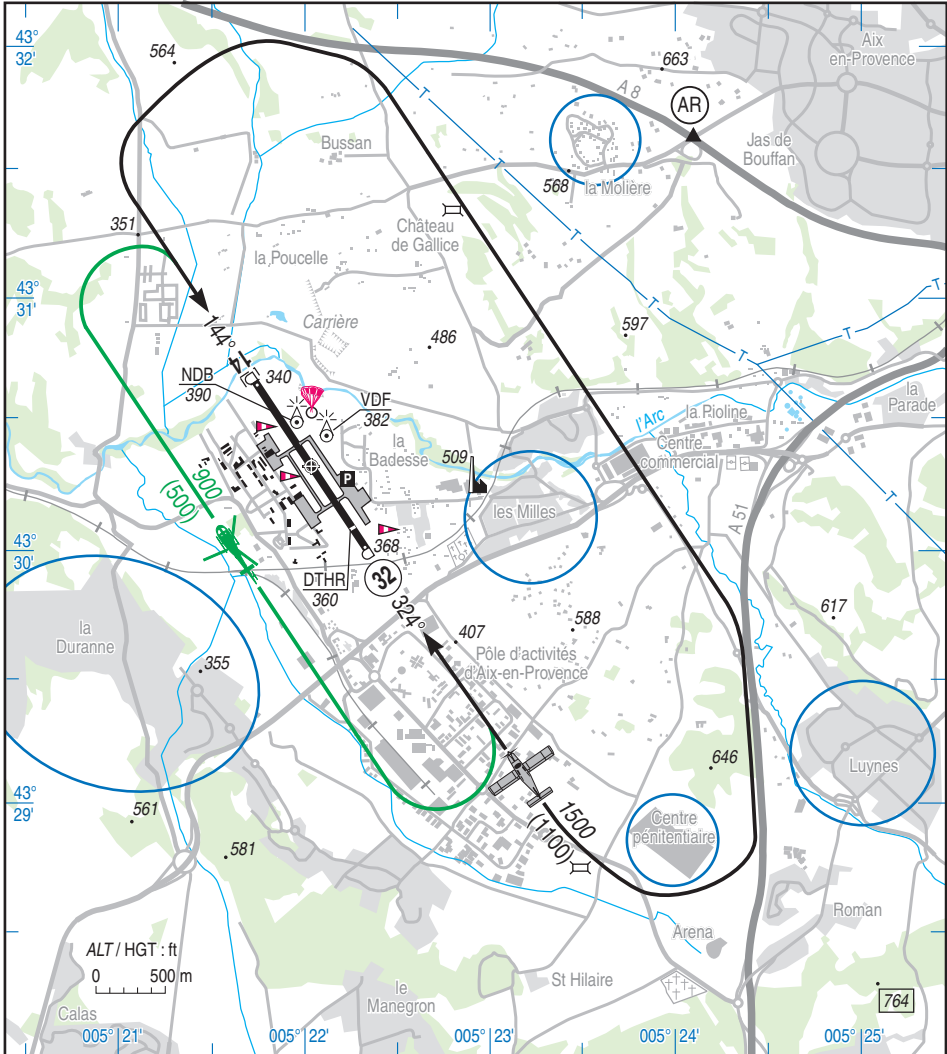 43°
32'
564
663
Aix
en-Provence
A 8
AR
Bussan
Jas de
Bouffan
568
la Molière
351
Château
de Gallice
la Poucelle
43°
31'
Carrière
597
144°
14
486
NDB
390
340
VDF
382
la
Parade
la Pioline
l'Arc
Centre
commercial
la
Badesse
509
P
900
(500)
les Milles
A 51
43°
30'
368
DTHR
360
32
324°
la
Duranne
617
588
407
355
Pôle d'activités
d'Aix-en-Provence
646
Luynes
43°
29'
561
1500
(1100)
Centre
pénitentiaire
581
Roman
Arena
ALT / HGT : ft
0 500 m
St Hilaire
le
Manegron
764
Calas
005° 21'
005° 22'
005° 23'
005° 24'
005° 25'
T
T
T
T
T
T
T